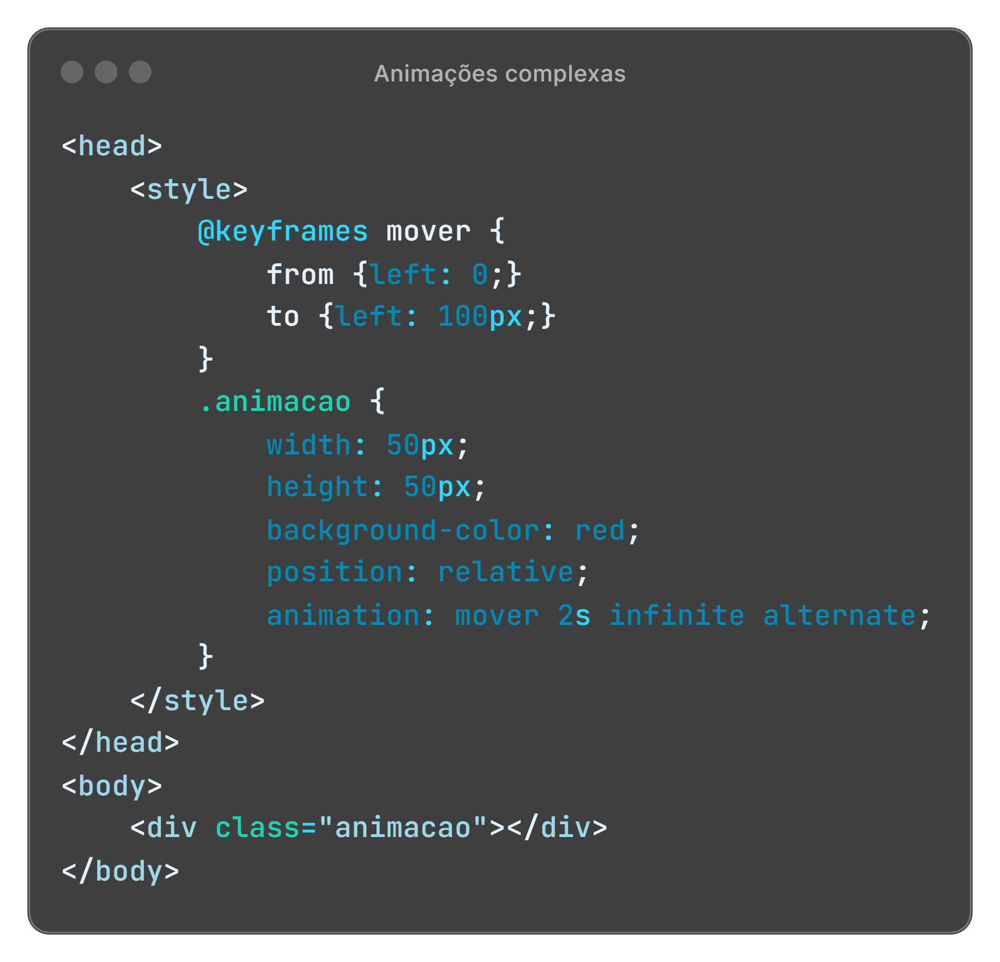 Animações complexas
<head>
    <style>
        @keyframes mover {
            from {left: 0;}
            to {left: 100px;}
        }
        .animacao {
            width: 50px;
            height: 50px;
            background-color: red;
            position: relative;
            animation: mover 2s infinite alternate;
        }
    </style>
</head>
<body>
    <div class="animacao"></div>
</body>